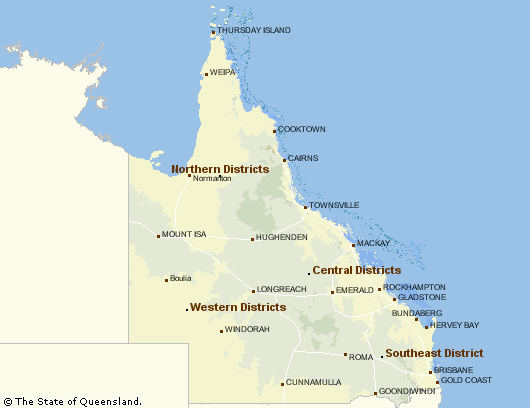 THURSDAY ISLAND
WEIPA
COOKTOWN
CAIRNS
Northern Districts
Normanton
TOWNSVILLE
MOUNT ISA
HUGHENDEN
MACKAY
Central Districts
Boulia
LONGREACH
EMERALD
ROCKHAMPTON
GLADSTONE
Western Districts
BUNDABERG
HERVEY BAY
WINDORAH
ROMA
Southeast District
BRISBANE
CUNNAMULLA
GOLD COAST
GOONDIWINDI
© The State of Queensland.